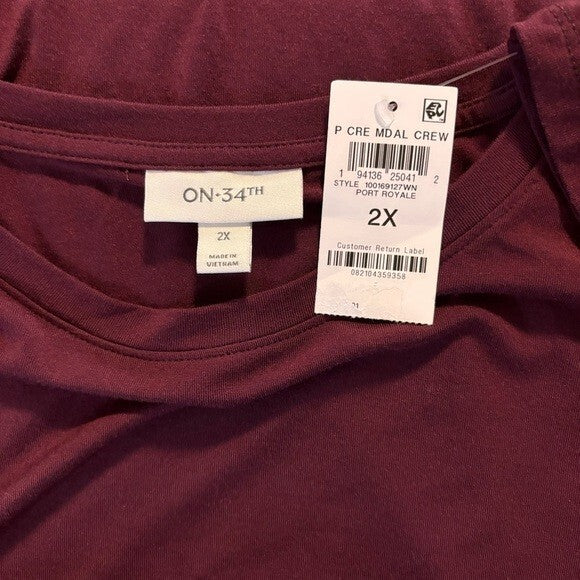 ON·34TH
2X
MADE IN
VIETNAM
P CRE MDAL CREW
1 94136 25041 2
STYLE 100169127WN
PORT ROYALE
2X
Customer Return Label
082104359358